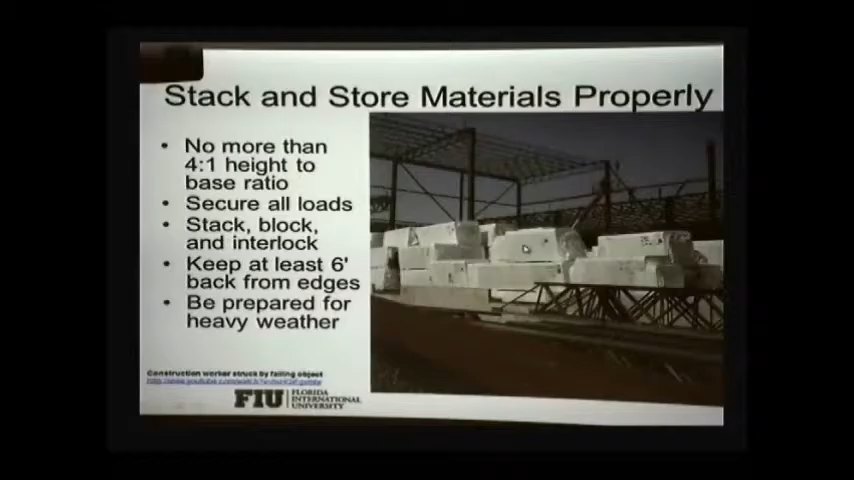 Stack and Store Materials Properly
• No more than
4:1 height to
base ratio
• Secure all loads
• Stack, block,
and interlock
• Keep at least 6'
back from edges
• Be prepared for
heavy weather
Construction worker struck by falling object
FIU FLORIDA
INTERNATIONAL
UNIVERSITY